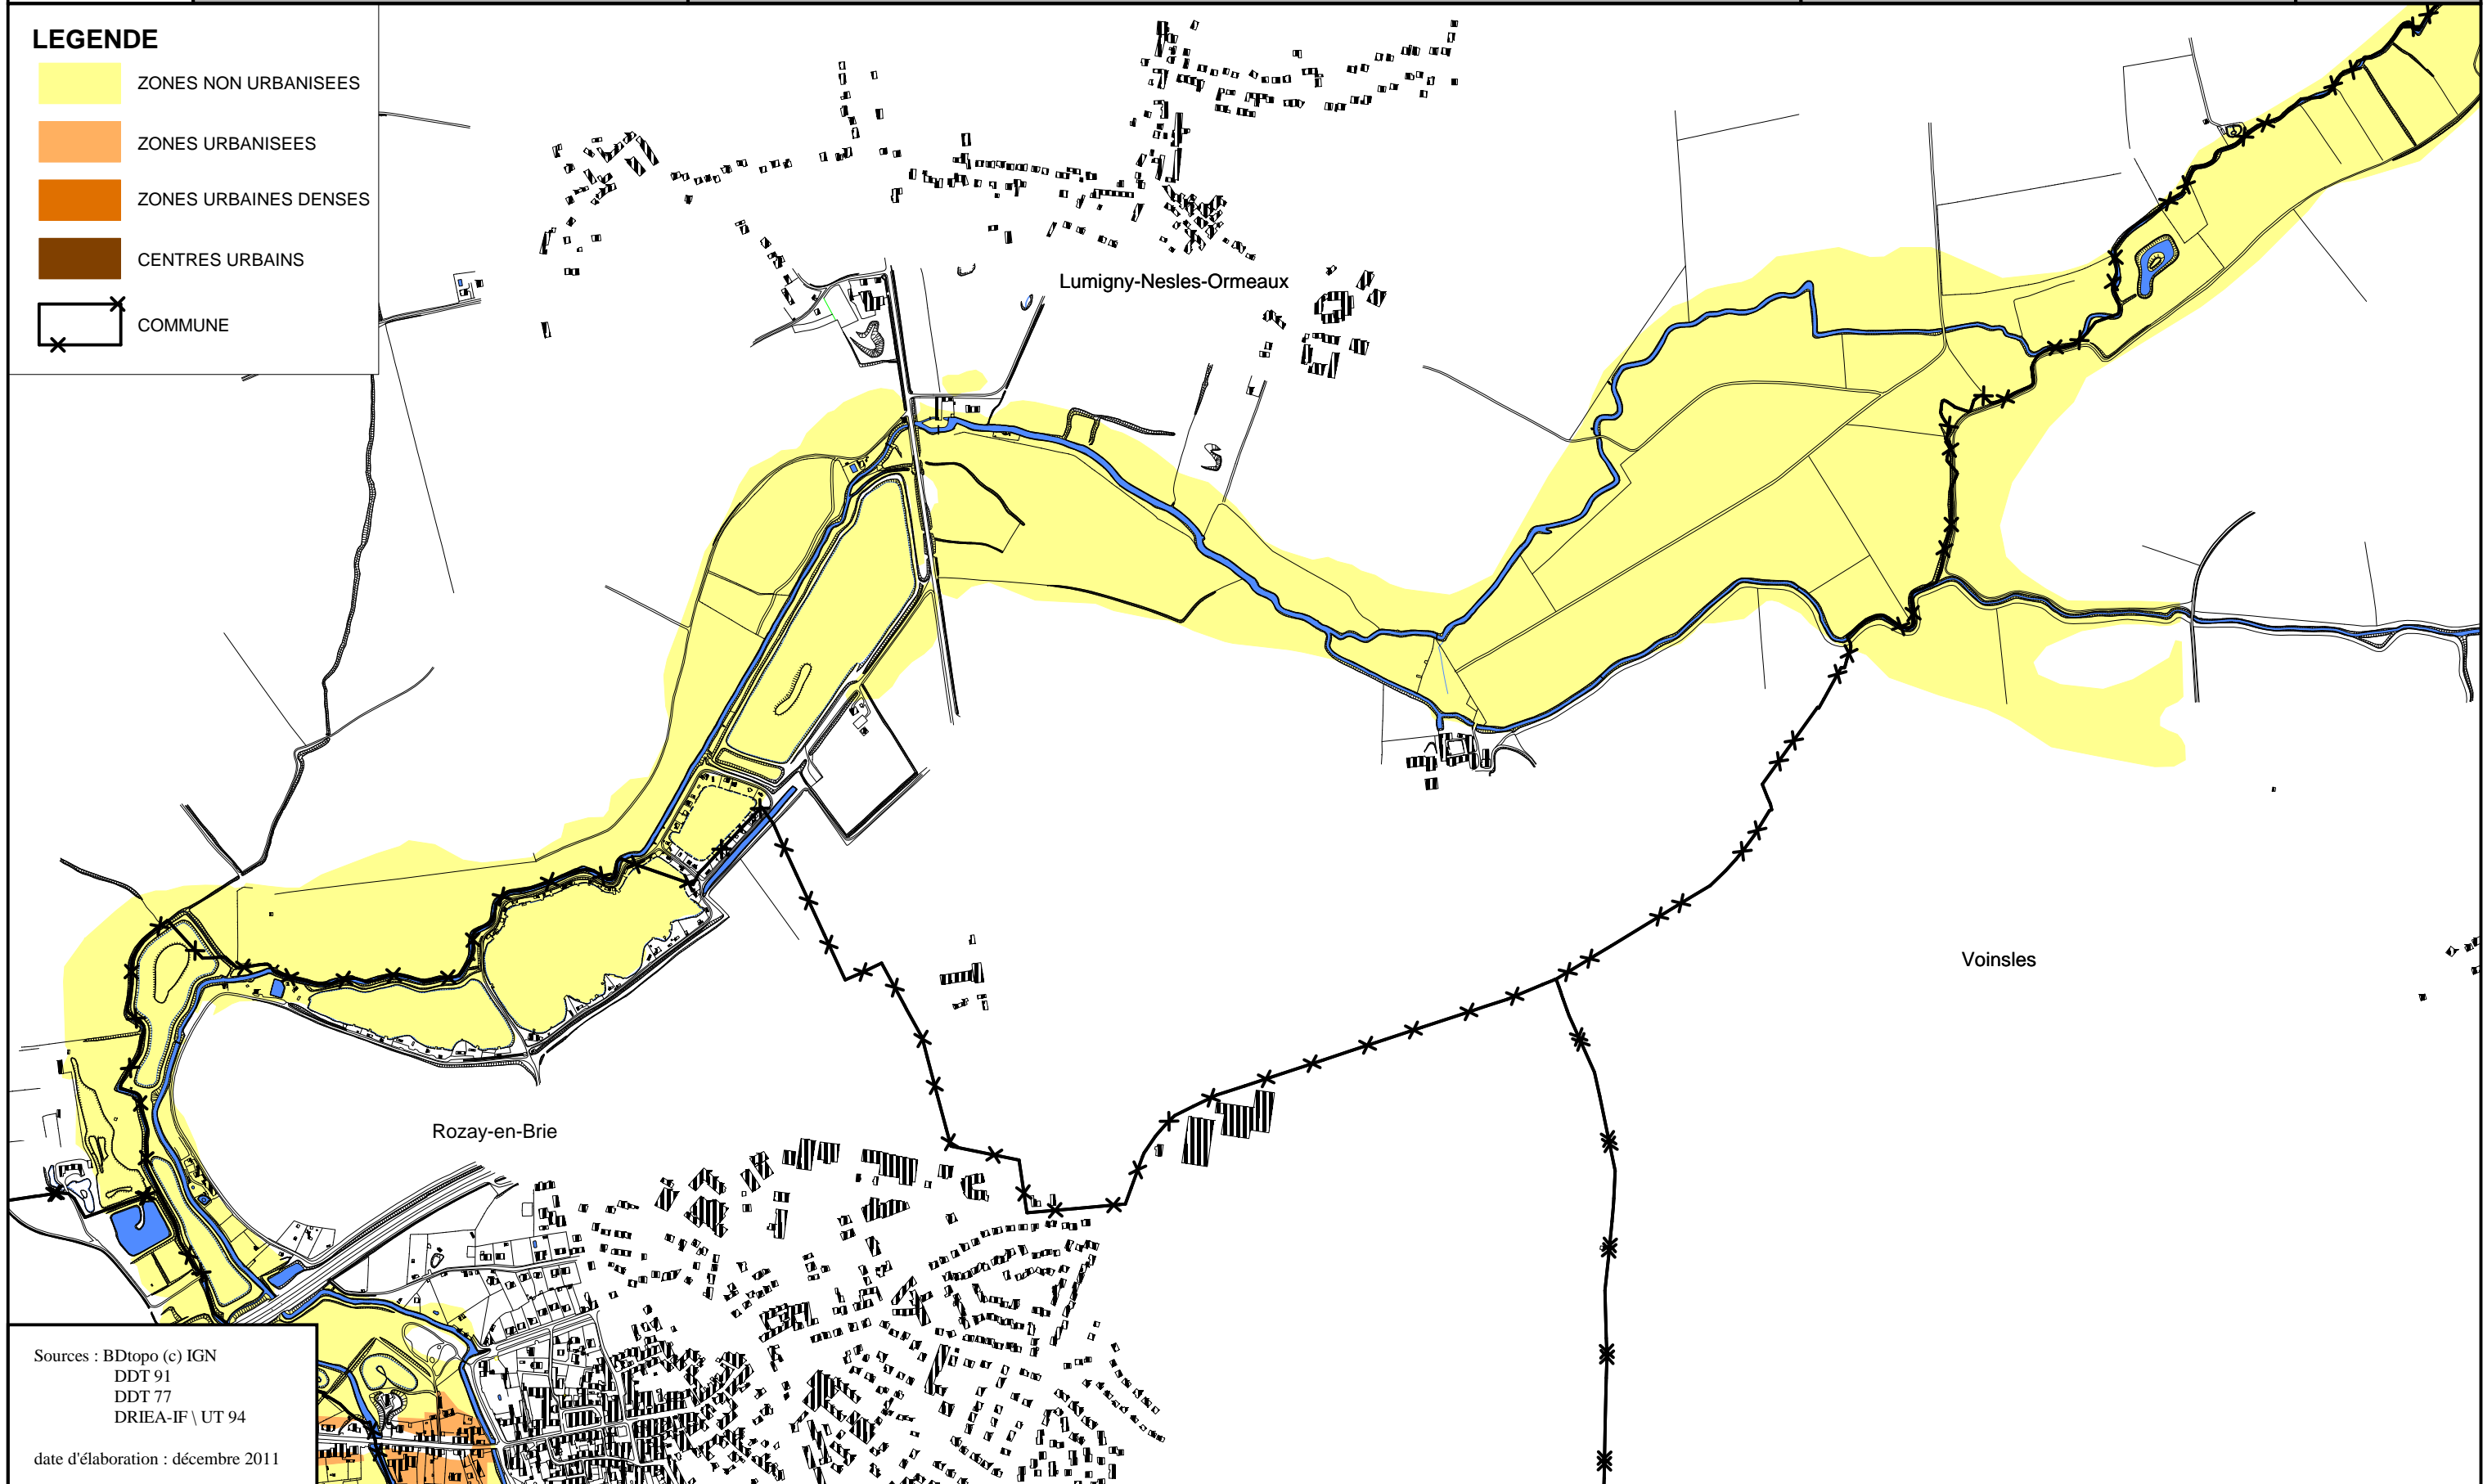 LEGENDE
ZONES NON URBANISEES
ZONES URBANISEES
ZONES URBAINES DENSES
CENTRES URBAINS
COMMUNE
Lumigny-Nesles-Ormeaux
Voinsles
Rozay-en-Brie
Sources : BDtopo (c) IGN
DDT 91
DDT 77
DRIEA-IF \ UT 94
date d'élaboration : décembre 2011